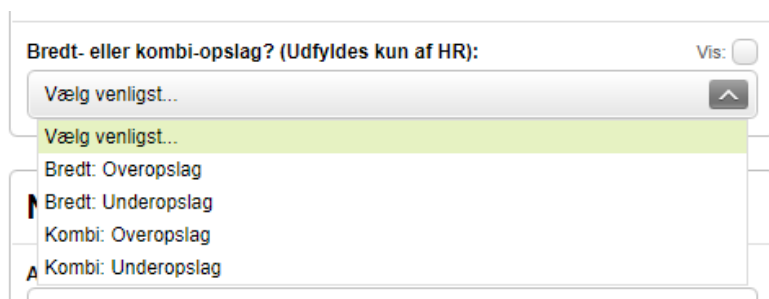 Bredt- eller kombi-opslag? (Udfyldes kun af HR): Vis:
Vælg venligst...
Vælg venligst...
Bredt: Overopslag
Bredt: Underopslag
Kombi: Overopslag
Kombi: Underopslag